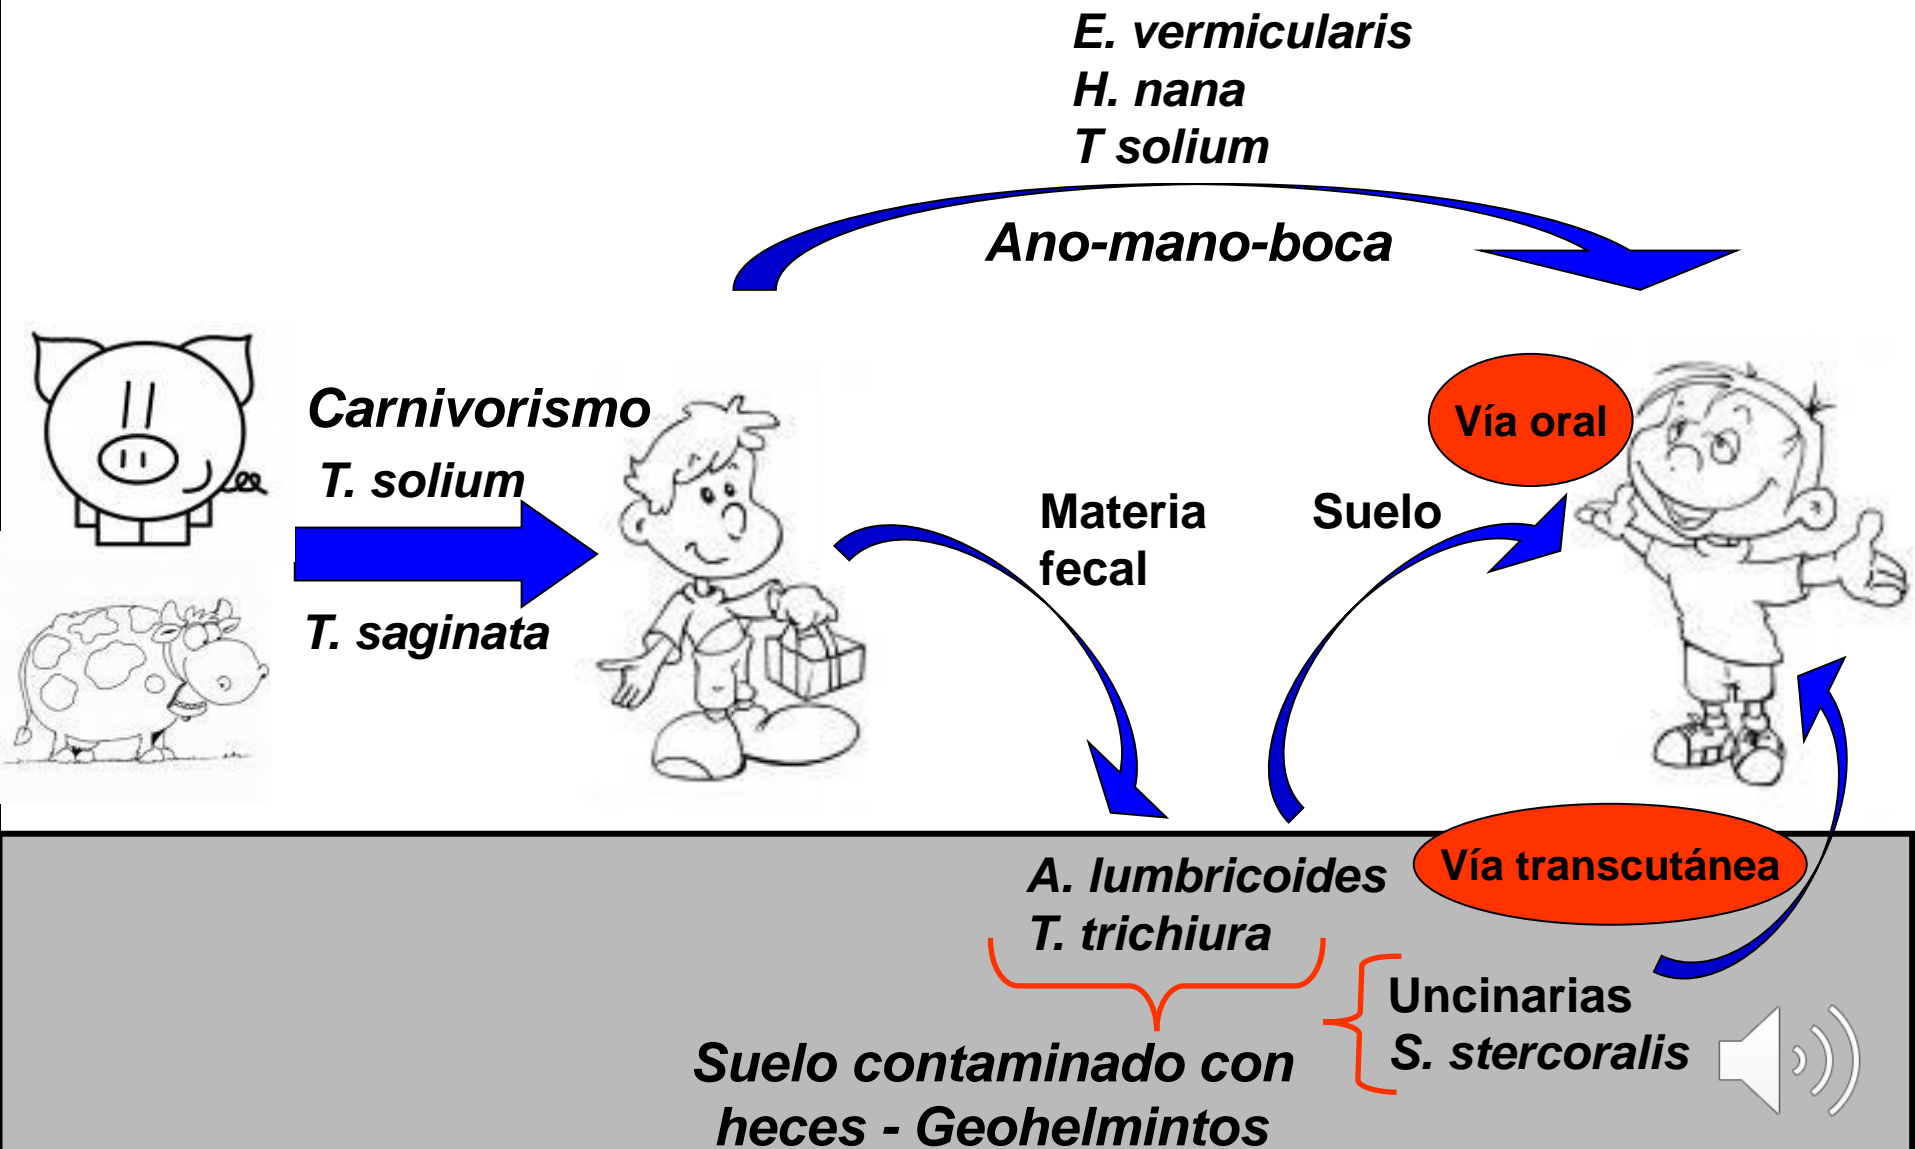 E. vermicularis
H. nana
T solium
Ano-mano-boca
Carnivorismo
T. solium
T. saginata
Materia
fecal
Suelo
Vía oral
Vía transcutánea
A. lumbricoides
T. trichiura
Uncinarias
S. stercoralis
Suelo contaminado con
heces - Geohelmintos